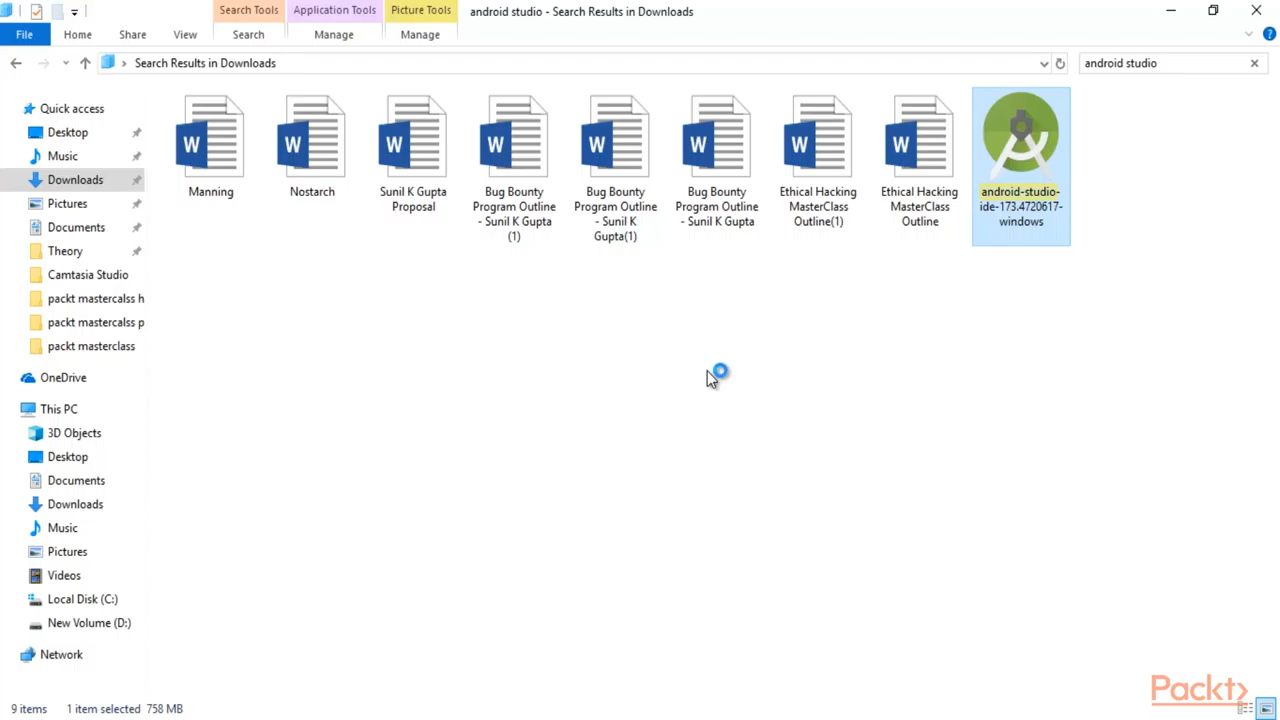 Search Tools
Application Tools
Picture Tools
android studio - Search Results in Downloads
File
Home
Share
View
Search
Manage
Manage
Search Results in Downloads
android studio
Quick access
Desktop
Music
Downloads
Pictures
Documents
Theory
Camtasia Studio
packt mastercalss h
packt mastercalss p
packt masterclass
OneDrive
This PC
3D Objects
Desktop
Documents
Downloads
Music
Pictures
Videos
Local Disk (C:)
New Volume (D:)
Network
Manning
Nostarch
Sunil K Gupta
Proposal
Bug Bounty
Program Outline
- Sunil K Gupta
(1)
Bug Bounty
Program Outline
- Sunil K
Gupta(1)
Bug Bounty
Program Outline
- Sunil K Gupta
Ethical Hacking
MasterClass
Outline(1)
Ethical Hacking
MasterClass
Outline
android-studio-
ide-173.4720617-
windows
9 items
1 item selected 758 MB
Packt